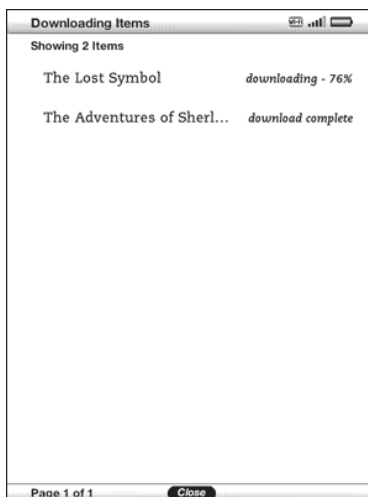 Downloading Items
Showing 2 Items
The Lost Symbol downloading - 76%
The Adventures of Sherl... download complete
Page 1 of 1 Close